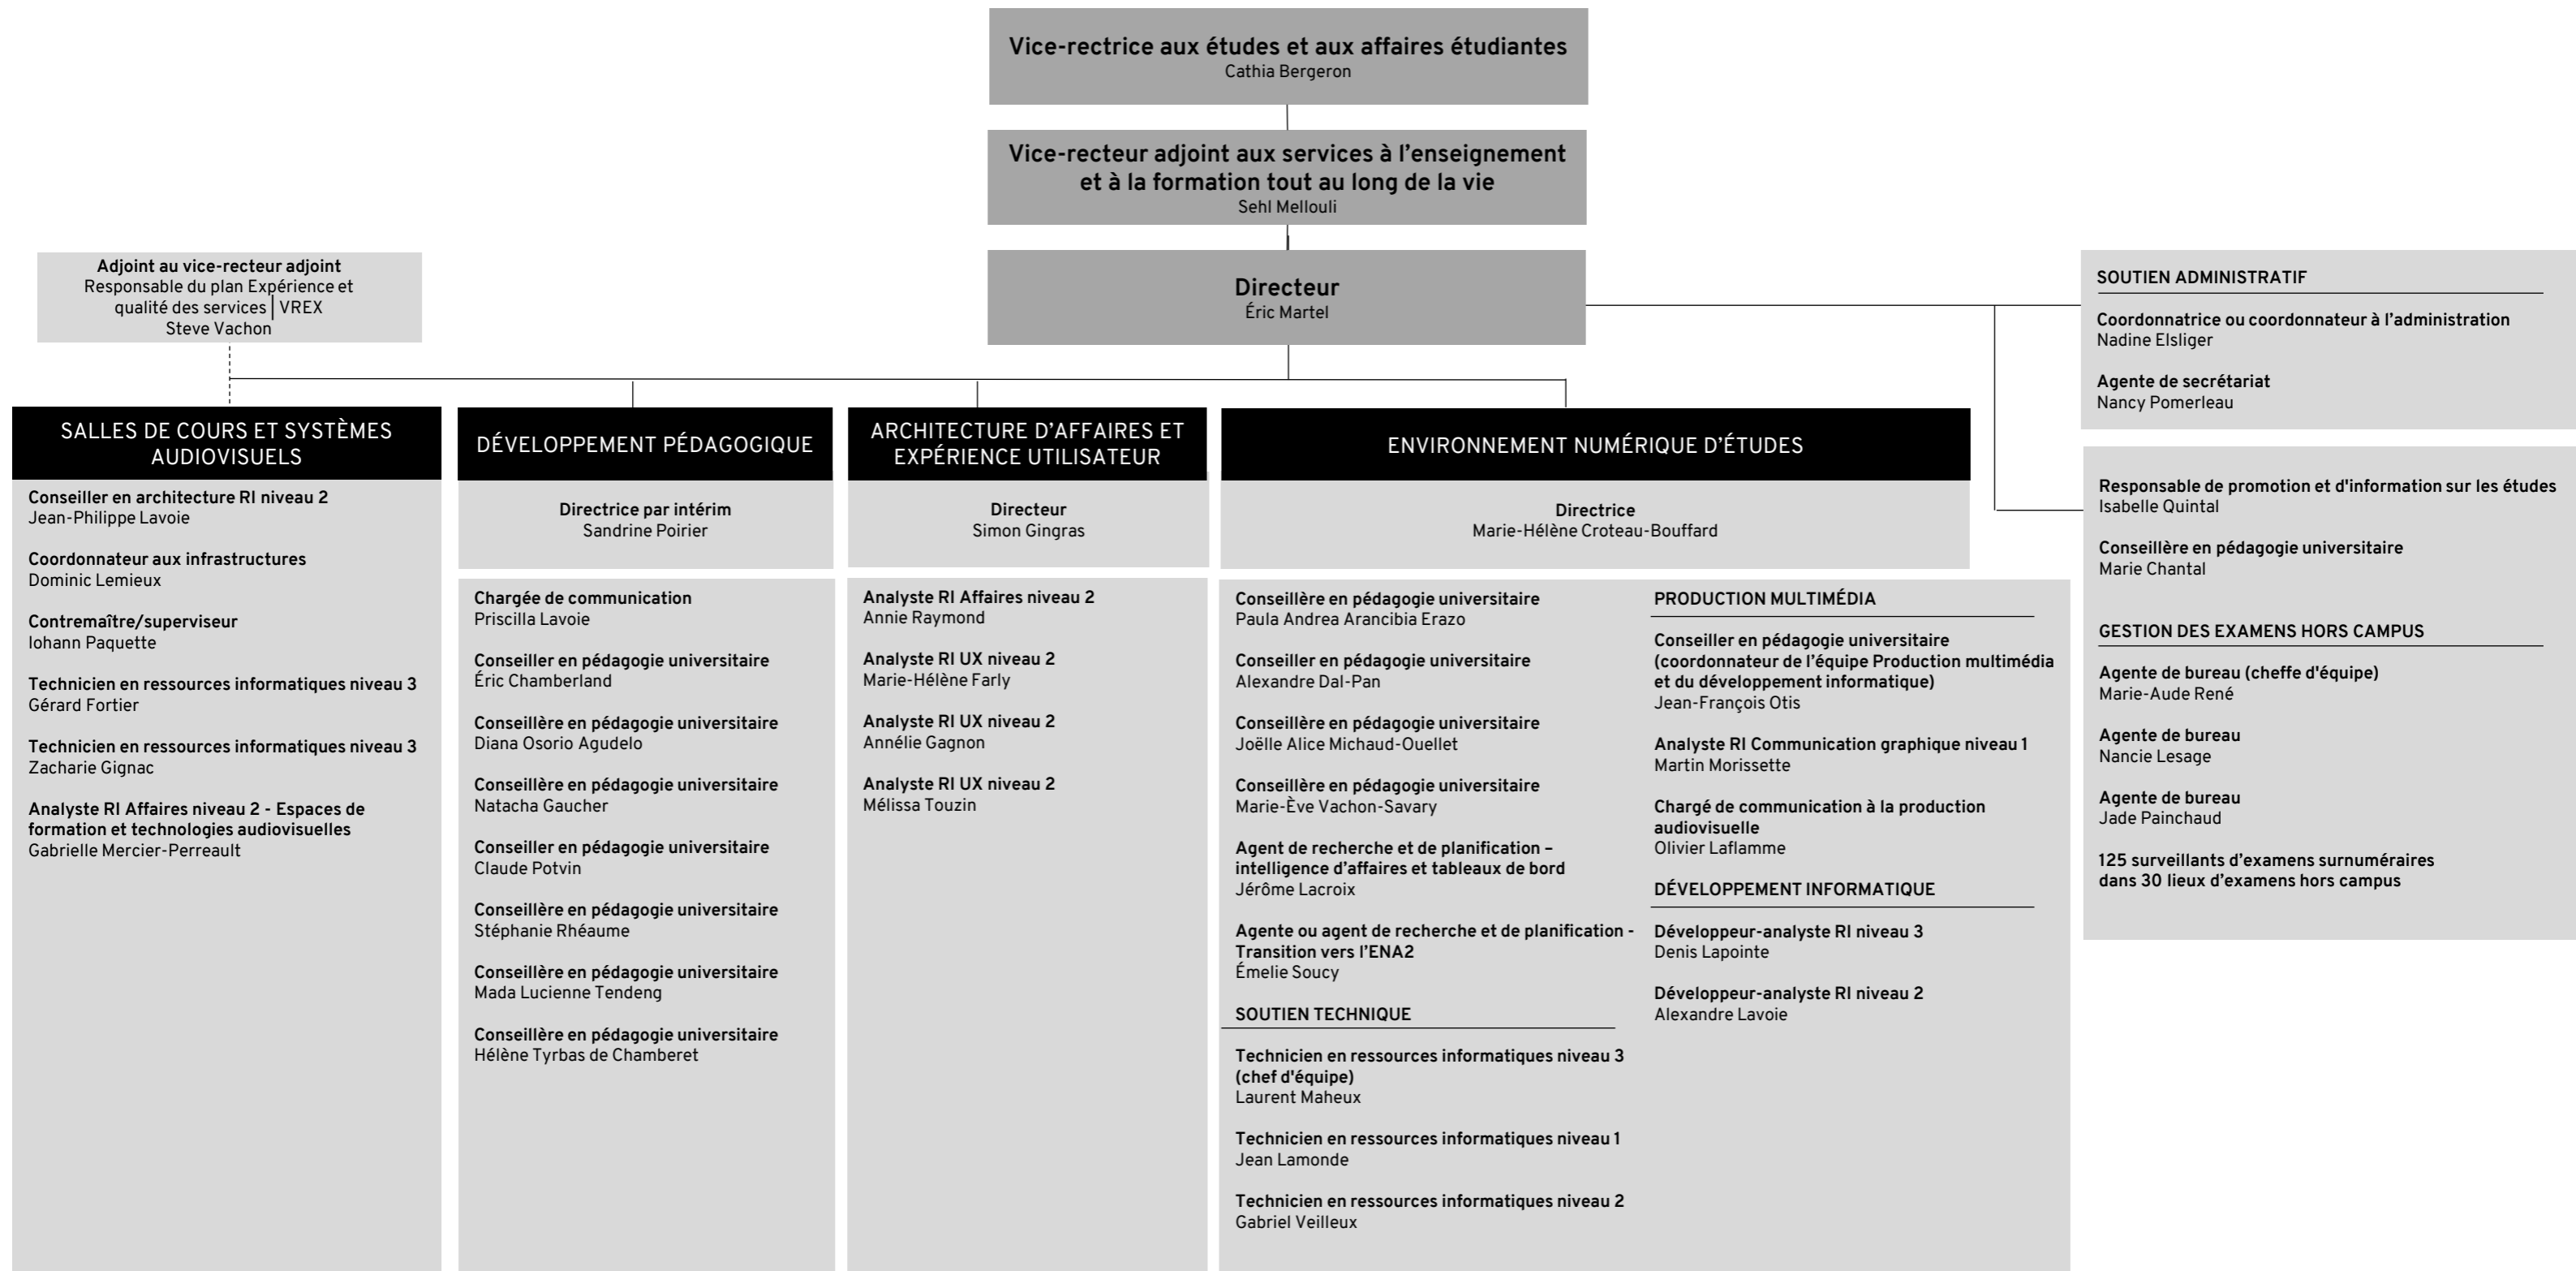 Vice-rectrice aux études et aux affaires étudiantes
Cathia Bergeron
Vice-recteur adjoint aux services à l'enseignement
et à la formation tout au long de la vie
Sehl Mellouli
Directeur
Éric Martel
Adjoint au vice-recteur adjoint
Responsable du plan Expérience et
qualité des services | VREX
Steve Vachon
SALLES DE COURS ET SYSTÈMES
AUDIOVISUELS
Conseiller en architecture RI niveau 2
Jean-Philippe Lavoie
Coordonnateur aux infrastructures
Dominic Lemieux
Contremaître/superviseur
Iohann Paquette
Technicien en ressources informatiques niveau 3
Gérard Fortier
Technicien en ressources informatiques niveau 3
Zacharie Gignac
Analyste RI Affaires niveau 2 - Espaces de
formation et technologies audiovisuelles
Gabrielle Mercier-Perreault
DÉVELOPPEMENT PÉDAGOGIQUE
Directrice par intérim
Sandrine Poirier
Chargée de communication
Priscilla Lavoie
Conseiller en pédagogie universitaire
Éric Chamberland
Conseillère en pédagogie universitaire
Diana Osorio Agudelo
Conseillère en pédagogie universitaire
Natacha Gaucher
Conseiller en pédagogie universitaire
Claude Potvin
Conseillère en pédagogie universitaire
Stéphanie Rhéaume
Conseillère en pédagogie universitaire
Mada Lucienne Tendeng
Conseillère en pédagogie universitaire
Hélène Tyrbas de Chamberet
ARCHITECTURE D'AFFAIRES ET
EXPÉRIENCE UTILISATEUR
Directeur
Simon Gingras
Analyste RI Affaires niveau 2
Annie Raymond
Analyste RI UX niveau 2
Marie-Hélène Farly
Analyste RI UX niveau 2
Annélie Gagnon
Analyste RI UX niveau 2
Mélissa Touzin
ENVIRONNEMENT NUMÉRIQUE D'ÉTUDES
Directrice
Marie-Hélène Croteau-Bouffard
Conseillère en pédagogie universitaire
Paula Andrea Arancibia Erazo
Conseiller en pédagogie universitaire
Alexandre Dal-Pan
Conseillère en pédagogie universitaire
Joëlle Alice Michaud-Ouellet
Conseillère en pédagogie universitaire
Marie-Ève Vachon-Savary
Agent de recherche et de planification –
intelligence d'affaires et tableaux de bord
Jérôme Lacroix
Agente ou agent de recherche et de planification -
Transition vers l'ENA2
Émelie Soucy
SOUTIEN TECHNIQUE
Technicien en ressources informatiques niveau 3
(chef d'équipe)
Laurent Maheux
Technicien en ressources informatiques niveau 1
Jean Lamonde
Technicien en ressources informatiques niveau 2
Gabriel Veilleux
PRODUCTION MULTIMÉDIA
Conseiller en pédagogie universitaire
(coordonnateur de l'équipe Production multimédia
et du développement informatique)
Jean-François Otis
Analyste RI Communication graphique niveau 1
Martin Morissette
Chargé de communication à la production
audiovisuelle
Olivier Laflamme
DÉVELOPPEMENT INFORMATIQUE
Développeur-analyste RI niveau 3
Denis Lapointe
Développeur-analyste RI niveau 2
Alexandre Lavoie
SOUTIEN ADMINISTRATIF
Coordonnatrice ou coordonnateur à l'administration
Nadine Elsliger
Agente de secrétariat
Nancy Pomerleau
Responsable de promotion et d'information sur les études
Isabelle Quintal
Conseillère en pédagogie universitaire
Marie Chantal
GESTION DES EXAMENS HORS CAMPUS
Agente de bureau (cheffe d'équipe)
Marie-Aude René
Agente de bureau
Nancie Lesage
Agente de bureau
Jade Painchaud
125 surveillants d'examens surnuméraires
dans 30 lieux d'examens hors campus